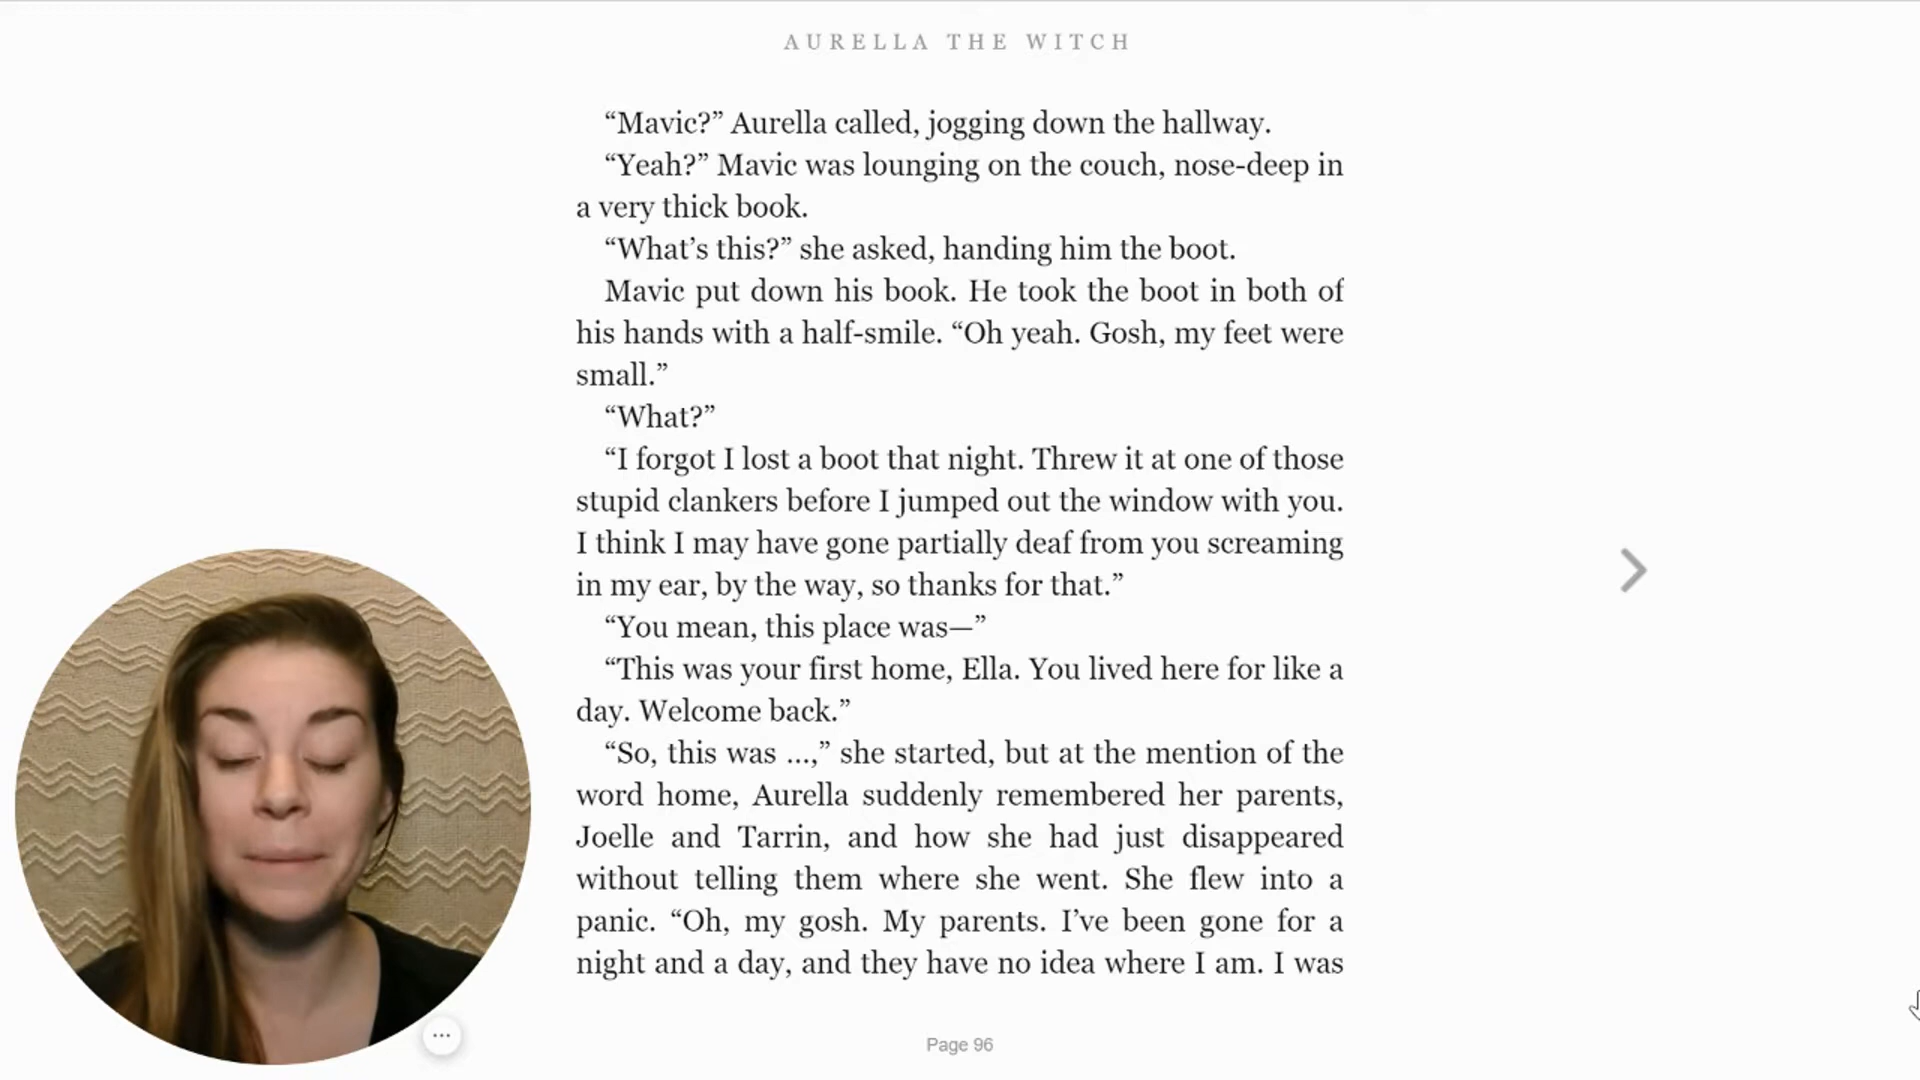 AURELLA THE WITCH
“Mavic?” Aurella called, jogging down the hallway.
“Yeah?” Mavic was lounging on the couch, nose-deep in
a very thick book.
“What’s this?” she asked, handing him the boot.
Mavic put down his book. He took the boot in both of
his hands with a half-smile. “Oh yeah. Gosh, my feet were
small.”
“What?”
“I forgot I lost a boot that night. Threw it at one of those
stupid clankers before I jumped out the window with you.
I think I may have gone partially deaf from you screaming
in my ear, by the way, so thanks for that.”
“You mean, this place was—”
“This was your first home, Ella. You lived here for like a
day. Welcome back.”
“So, this was ...,” she started, but at the mention of the
word home, Aurella suddenly remembered her parents,
Joelle and Tarrin, and how she had just disappeared
without telling them where she went. She flew into a
panic. “Oh, my gosh. My parents. I’ve been gone for a
night and a day, and they have no idea where I am. I was
Page 96